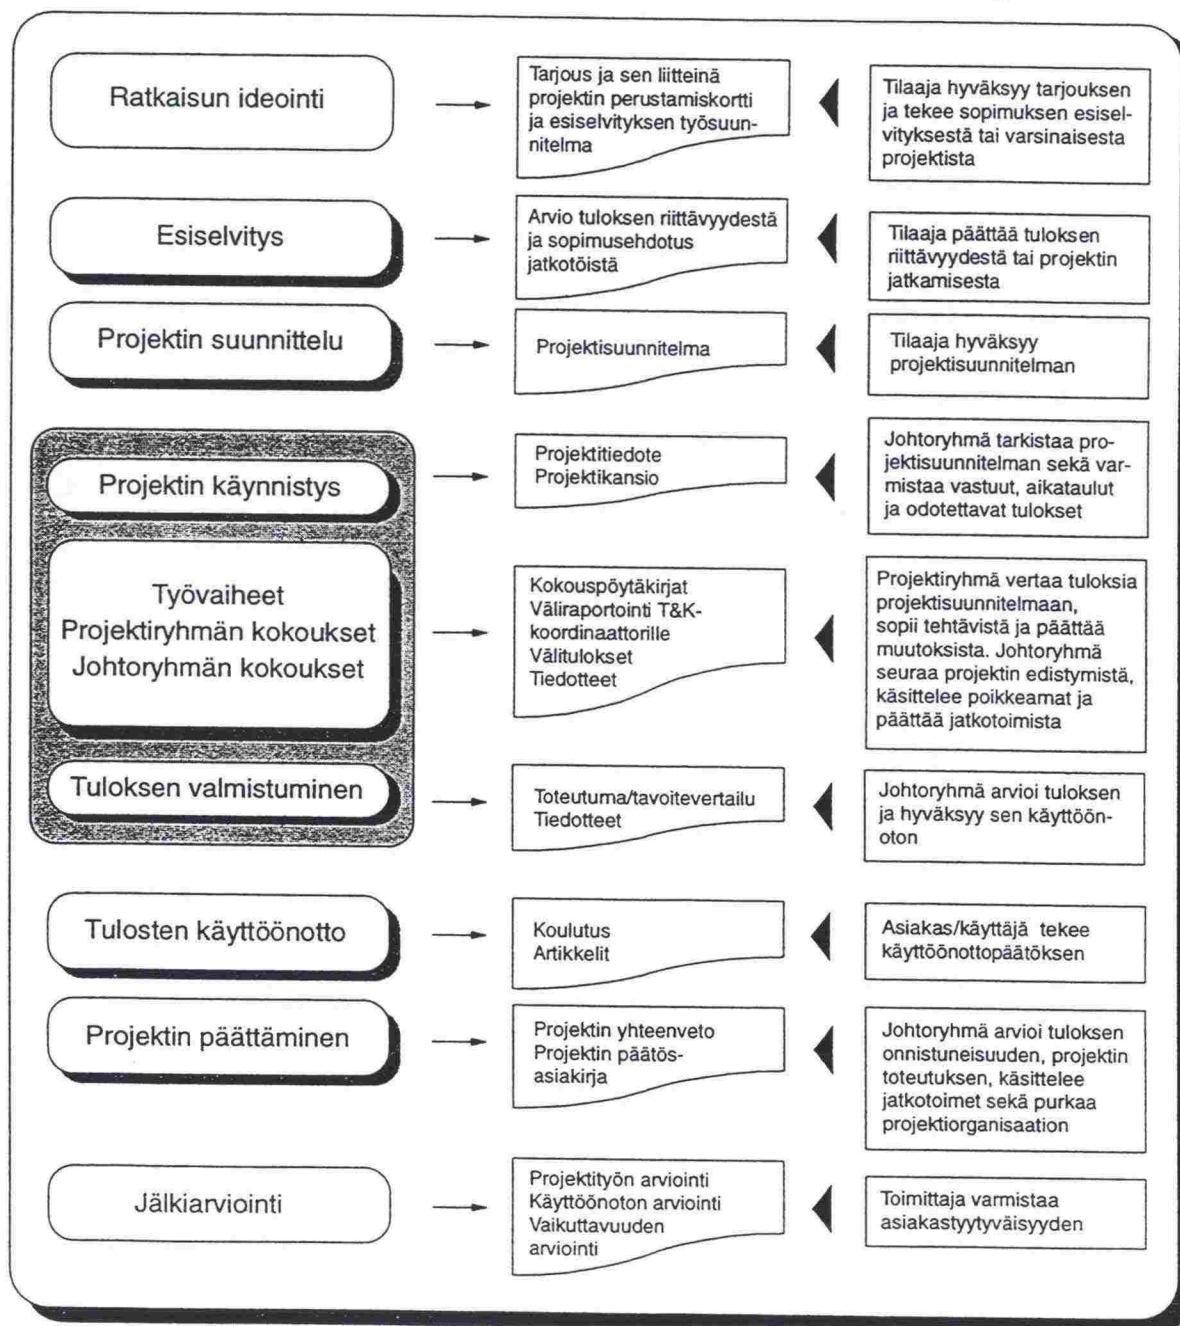 Ratkaisun ideointi
Tarjous ja sen liitteinä
projektin perustamiskortti
ja esiselvityksen työsuun-
nitelma
Tilaaja hyväksyy tarjouksen
ja tekee sopimuksen esisel-
vityksestä tai varsinaisesta
projektista
Esiselvitys
Arvio tuloksen riittävyydestä
ja sopimusehdotus
jatkotöistä
Tilaaja päättää tuloksen
riittävyydestä tai projektin
jatkamisesta
Projektin suunnittelu
Projektisuunnitelma
Tilaaja hyväksyy
projektisuunnitelman
Projektin käynnistys
Projektitiedote
Projektikansio
Johtoryhmä tarkistaa pro-
jektisuunnitelman sekä var-
mistaa vastuut, aikataulut
ja odotettavat tulokset
Työvaiheet
Projektiryhmän kokoukset
Johtoryhmän kokoukset
Kokouspöytäkirjat
Väliraportointi T&K-
koordinaattorille
Välitulokset
Tiedotteet
Projektiryhmä vertaa tuloksia
projektisuunnitelmaan,
sopii tehtävistä ja päättää
muutoksista. Johtoryhmä
seuraa projektin edistymistä,
käsittelee poikkeamat ja
päättää jatkotoimista
Tuloksen valmistuminen
Toteutuma/tavoitevertailu
Tiedotteet
Johtoryhmä arvioi tuloksen
ja hyväksyy sen käyttöön-
oton
Tulosten käyttöönotto
Koulutus
Artikkelit
Asiakas/käyttäjä tekee
käyttöönottopäätöksen
Projektin päättäminen
Projektin yhteenveto
Projektin päätös-
asiakirja
Johtoryhmä arvioi tuloksen
onnistuneisuuden, projektin
toteutuksen, käsittelee
jatkotoimet sekä purkaa
projektiorganisaation
Jälkiarviointi
Projektityön arviointi
Käyttöönoton arviointi
Vaikuttavuuden
arviointi
Toimittaja varmistaa
asiakastyytyväisyyden